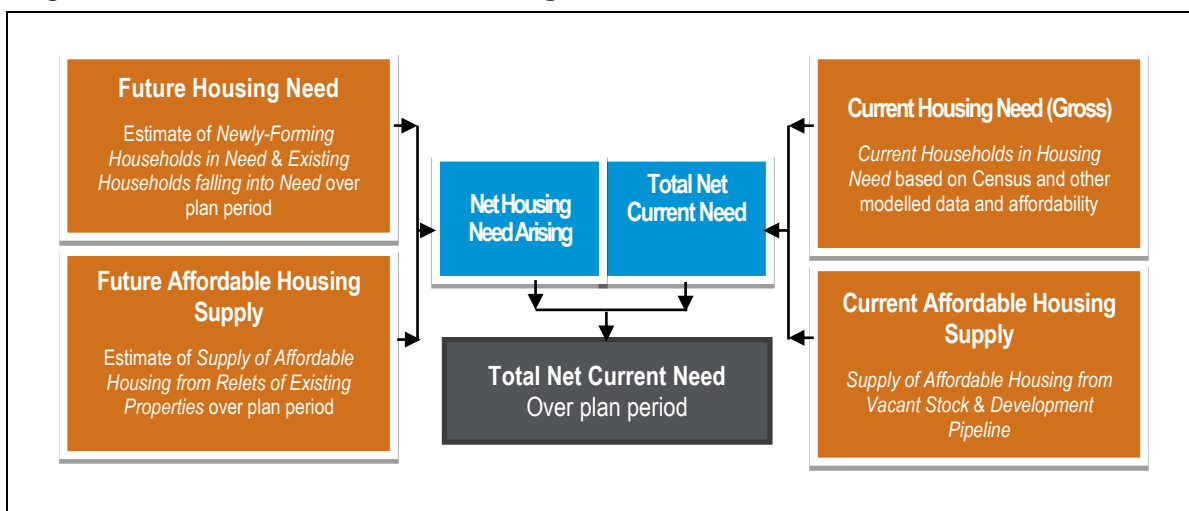 Future Housing Need
Estimate of Newly-Forming
Households in Need & Existing
Households falling into Need over
plan period
Future Affordable Housing
Supply
Estimate of Supply of Affordable
Housing from Relets of Existing
Properties over plan period
Net Housing
Need Arising
Total Net
Current Need
Total Net Current Need
Over plan period
Current Housing Need (Gross)
Current Households in Housing
Need based on Census and other
modelled data and affordability
Current Affordable Housing
Supply
Supply of Affordable Housing from
Vacant Stock & Development
Pipeline